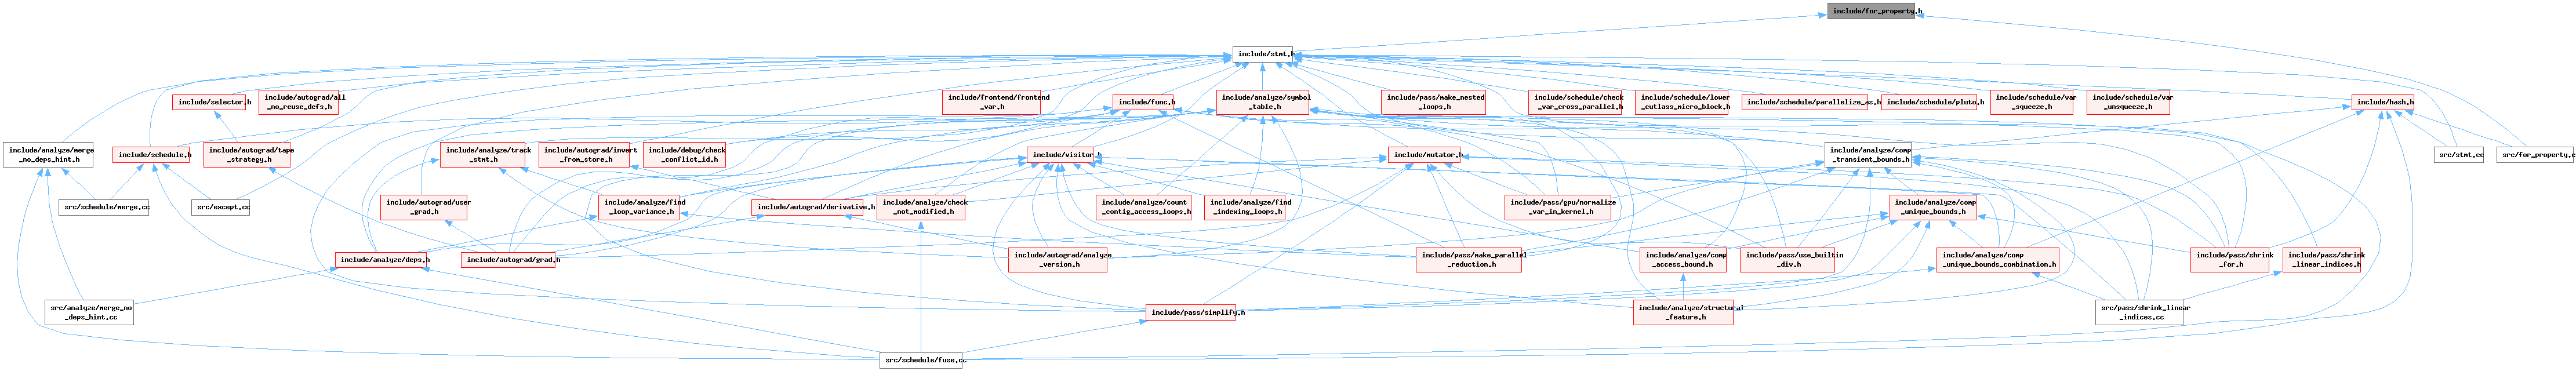 include/for_property.h
include/stmt.h
include/selector.h
include/autograd/all
_no_reuse_defs.h
include/frontend/frontend
_var.h
include/func.h
include/analyze/symbol
_table.h
include/pass/make_nested
_loops.h
include/schedule/check
_var_cross_parallel.h
include/schedule/lower
_cutlass_micro_block.h
include/schedule/parallelize_as.h
include/schedule/pluto.h
include/schedule/var
_squeeze.h
include/schedule/var
_unsqueeze.h
include/hash.h
include/analyze/merge
_no_deps_hint.h
include/schedule.h
include/autograd/tape
_strategy.h
include/analyze/track
_stmt.h
include/autograd/invert
_from_store.h
include/debug/check
_conflict_id.h
include/visitor.h
include/mutator.h
include/analyze/comp
_transient_bounds.h
src/stmt.cc
src/for_property.c
src/schedule/merge.cc
src/except.cc
include/autograd/user
_grad.h
include/analyze/find
_loop_variance.h
include/autograd/derivative.h
include/analyze/check
_not_modified.h
include/analyze/count
_contig_access_loops.h
include/analyze/find
_indexing_loops.h
include/pass/gpu/normalize
_var_in_kernel.h
include/analyze/comp
_unique_bounds.h
include/analyze/deps.h
include/autograd/grad.h
include/autograd/analyze
_version.h
include/pass/make_parallel
_reduction.h
include/analyze/comp
_access_bound.h
include/pass/use_builtin
_div.h
include/analyze/comp
_unique_bounds_combination.h
include/pass/shrink
_for.h
include/pass/shrink
_linear_indices.h
src/analyze/merge_no
_deps_hint.cc
include/pass/simplify.h
include/analyze/structural
_feature.h
src/pass/shrink_linear
_indices.cc
src/schedule/fuse.cc